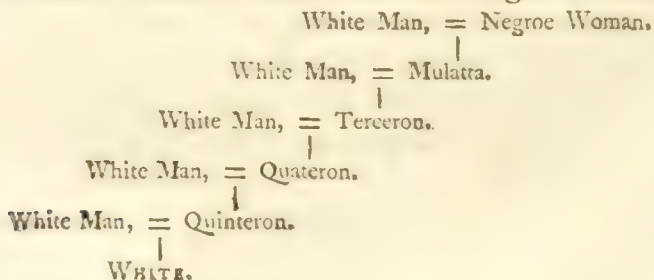 White Man, = Negroe Woman.
White Man, = Mulatta.
White Man, = Terceron.
White Man, = Quateron.
White Man, = Quinteron.
WHITE.